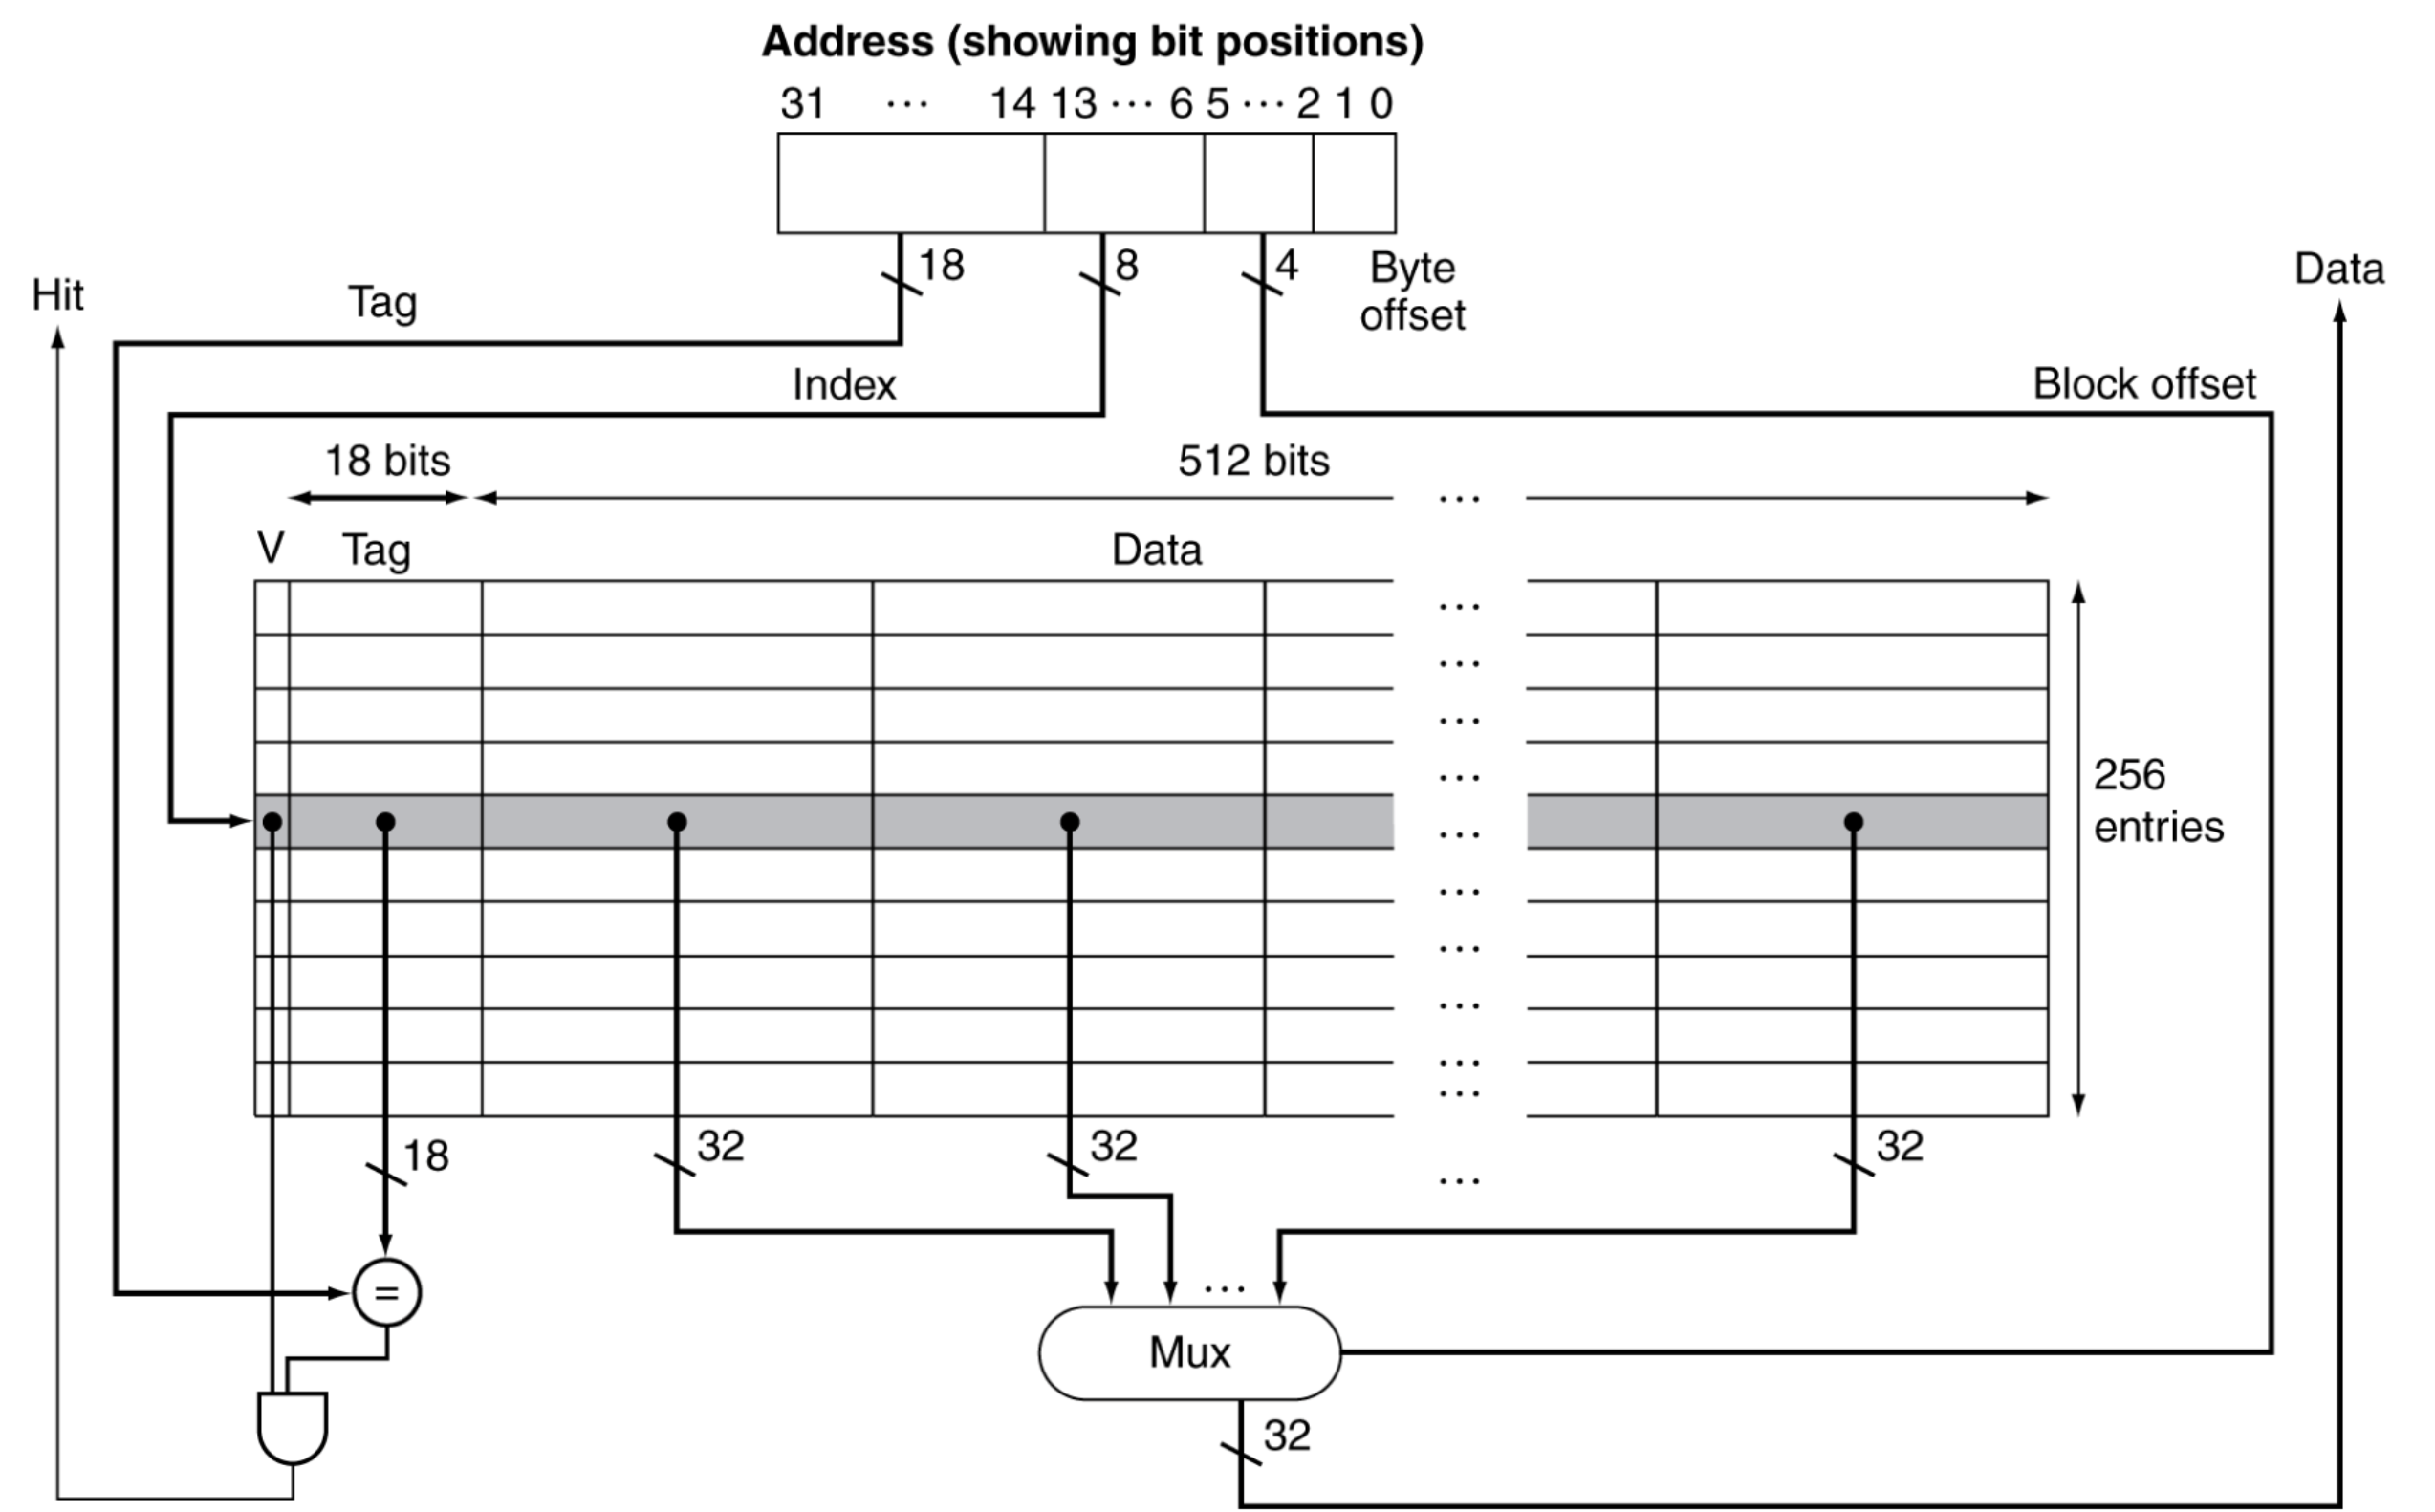 Address (showing bit positions)
31 ··· 14 13 ··· 6 5 ··· 2 1 0
18
8
4
Byte
offset
Hit
Tag
Data
Index
Block offset
18 bits
512 bits
···
V
Tag
Data
···
···
···
···
···
···
···
···
···
···
256
entries
18
32
32
···
32
=
···
Mux
32